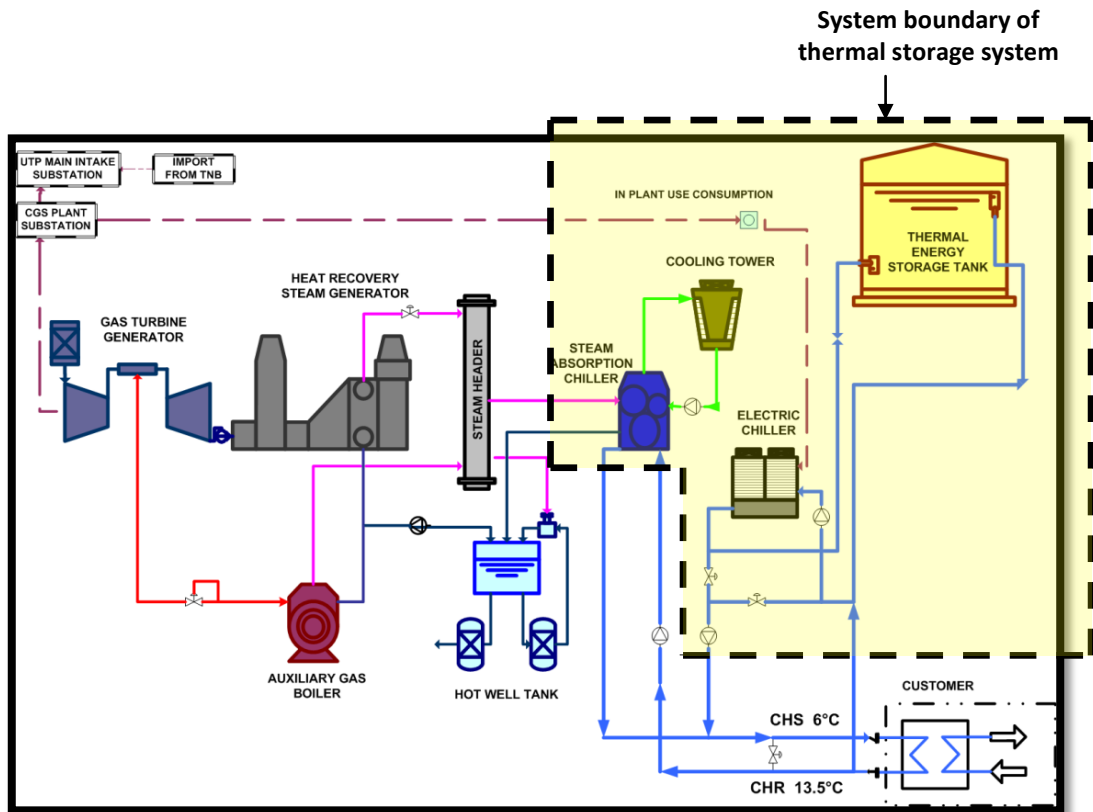 System boundary of
thermal storage system
UTP MAIN INTAKE
SUBSTATION
IMPORT
FROM TNB
CGS PLANT
SUBSTATION
IN PLANT USE CONSUMPTION
THERMAL
ENERGY
STORAGE TANK
COOLING TOWER
HEAT RECOVERY
STEAM GENERATOR
GAS TURBINE
GENERATOR
STEAM
ABSORPTION
CHILLER
STEAM HEADER
ELECTRIC
CHILLER
AUXILIARY GAS
BOILER
HOT WELL TANK
CUSTOMER
CHS 6°C
CHR 13.5°C